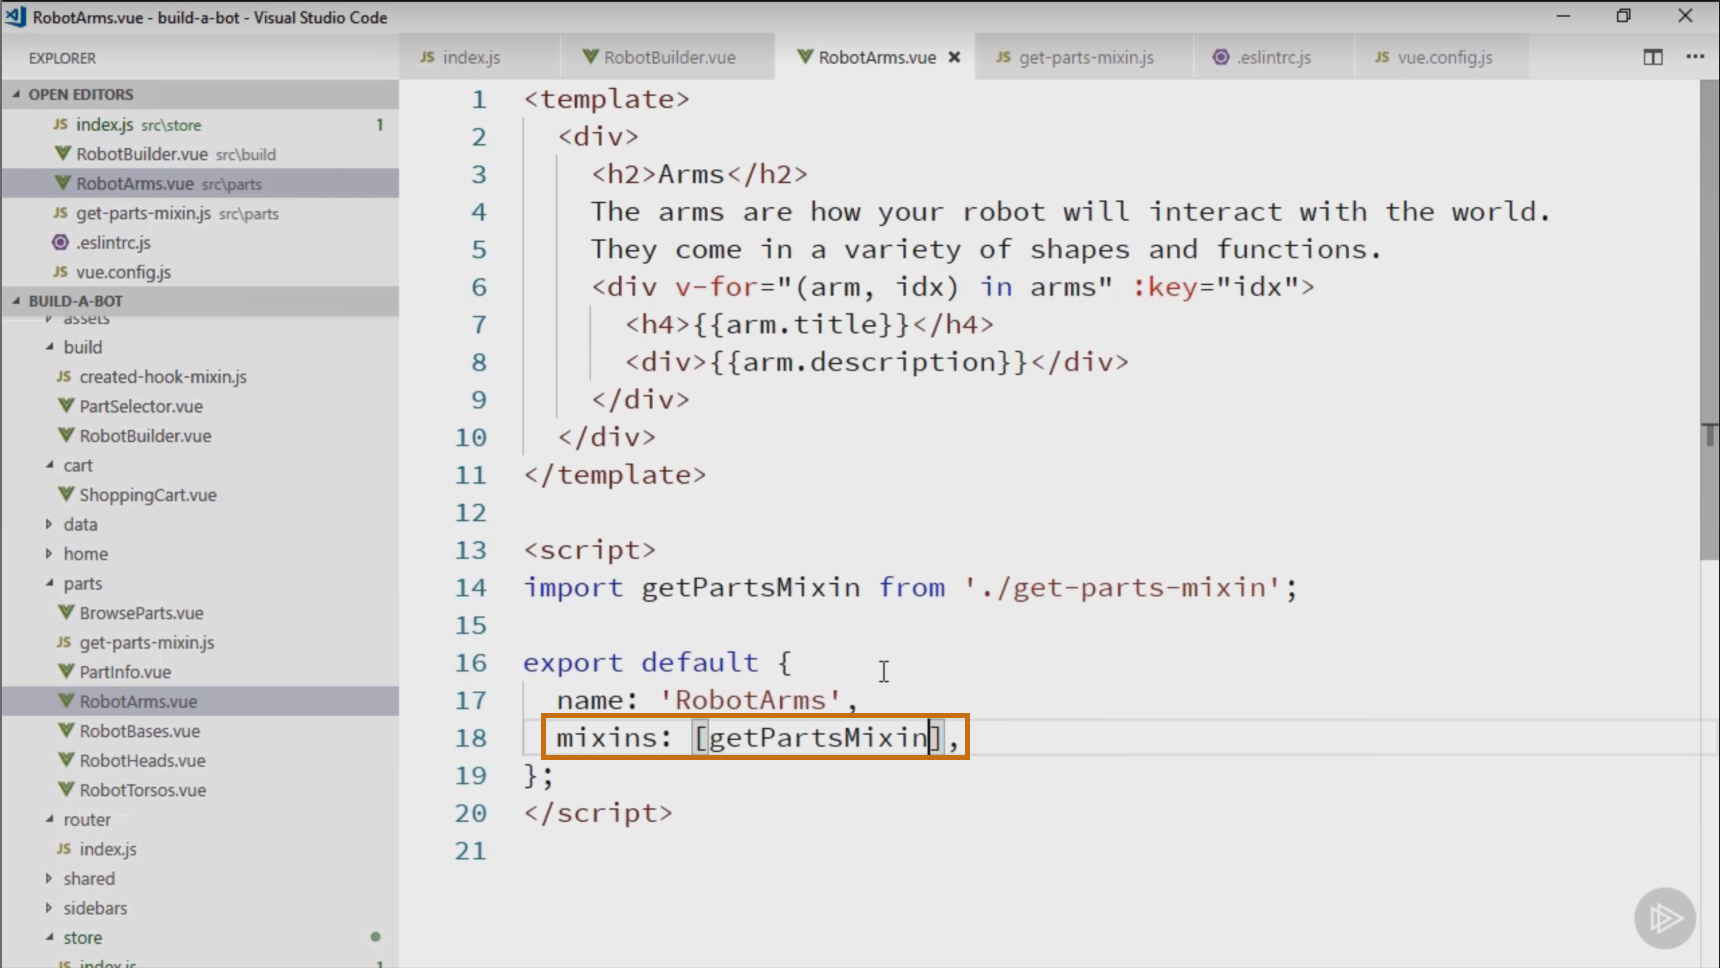 RobotArms.vue - build-a-bot - Visual Studio Code
EXPLORER
JS index.js
RobotBuilder.vue
RobotArms.vue
JS get-parts-mixin.js
.eslintrc.js
JS vue.config.js
OPEN EDITORS
JS index.js src\store 1
RobotBuilder.vue src\build
RobotArms.vue src\parts
JS get-parts-mixin.js src\parts
.eslintrc.js
JS vue.config.js
BUILD-A-BOT
assets
build
JS created-hook-mixin.js
PartSelector.vue
RobotBuilder.vue
cart
ShoppingCart.vue
data
home
parts
BrowseParts.vue
JS get-parts-mixin.js
PartInfo.vue
RobotArms.vue
RobotBases.vue
RobotHeads.vue
RobotTorsos.vue
router
JS index.js
shared
sidebars
store
JS index.js 1
1 <template>
2 <div>
3 <h2>Arms</h2>
4 The arms are how your robot will interact with the world.
5 They come in a variety of shapes and functions.
6 <div v-for="(arm, idx) in arms" :key="idx">
7 <h4>{{arm.title}}</h4>
8 <div>{{arm.description}}</div>
9 </div>
10 </div>
11 </template>
12
13 <script>
14 import getPartsMixin from './get-parts-mixin';
15
16 export default {
17 name: 'RobotArms',
18 mixins: [getPartsMixin],
19 };
20 </script>
21